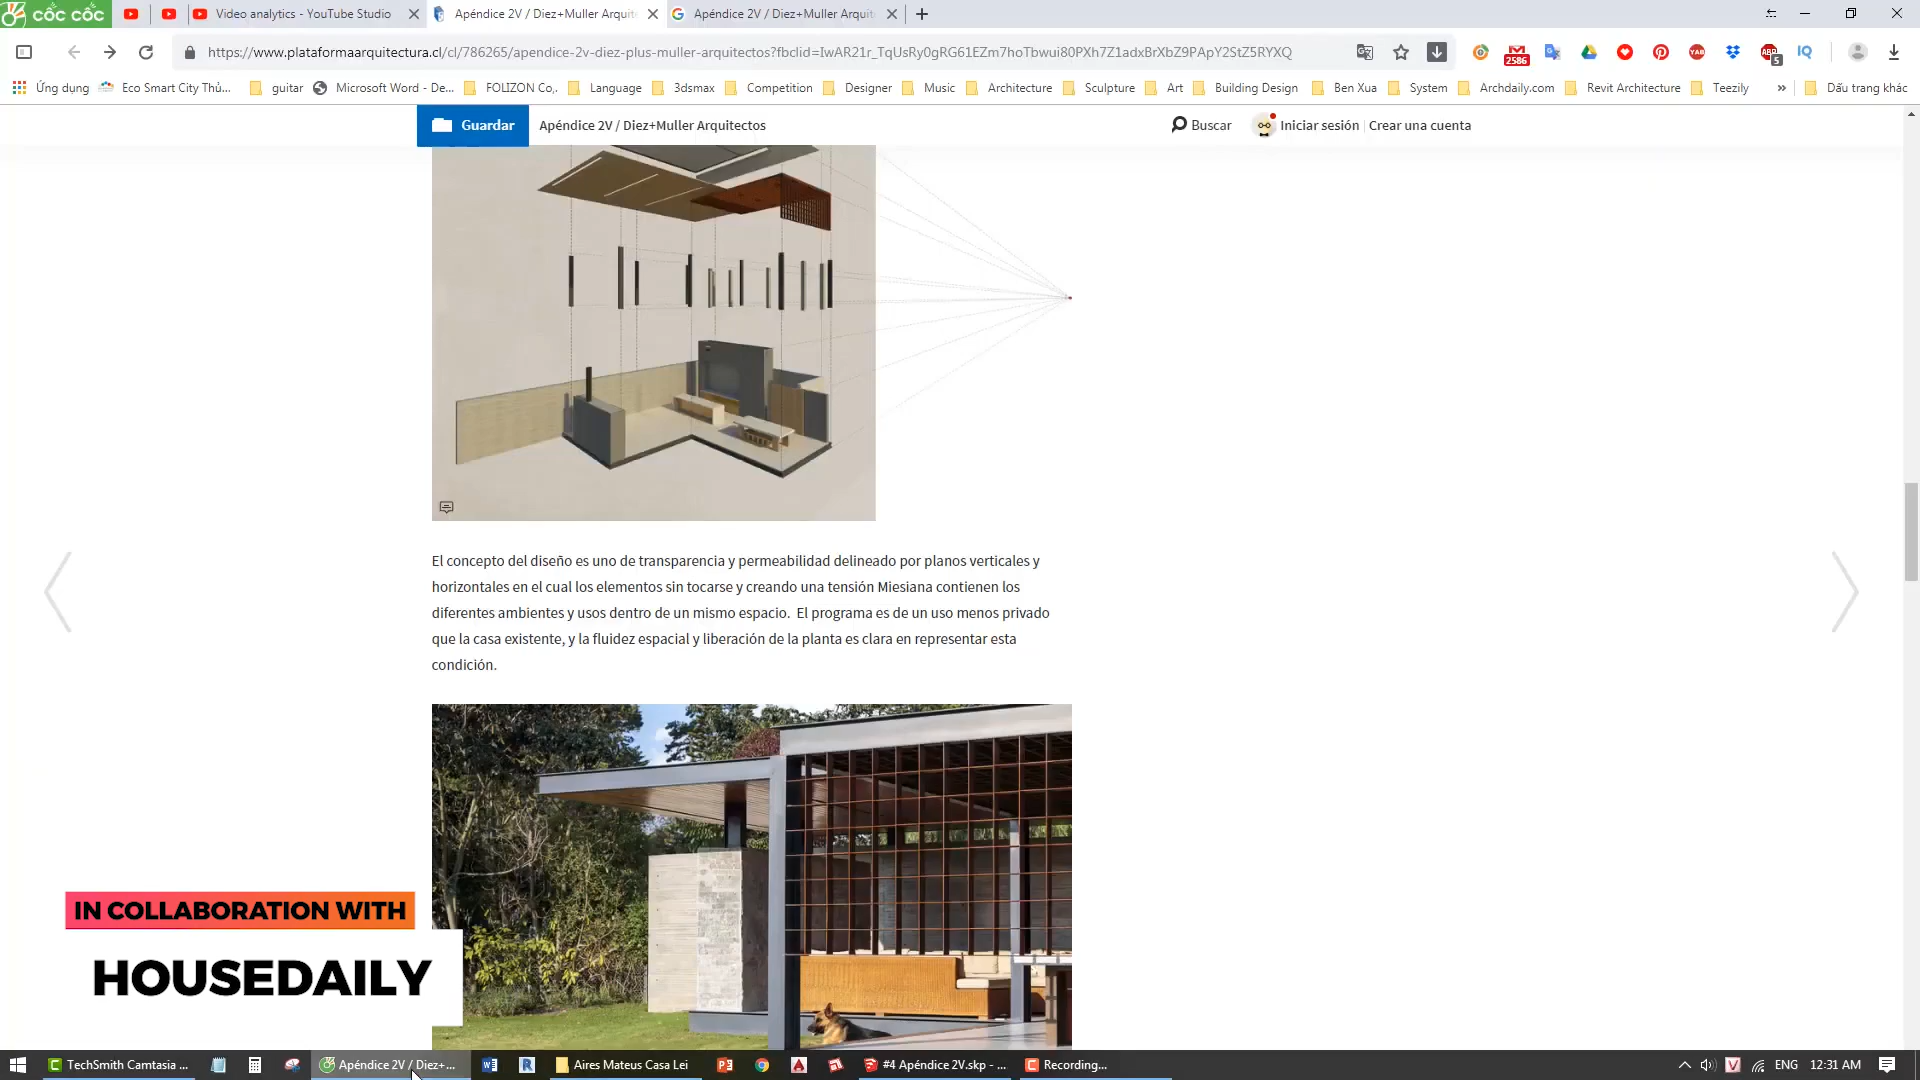 cốc cốc
Video analytics - YouTube Studio
Apéndice 2V / Diez+Muller Arquit
Apéndice 2V / Diez+Muller Arquit
https://www.plataformaarquitectura.cl/cl/786265/apendice-2v-diez-plus-muller-arquitectos?fbclid=IwAR21r_TqUsRy0gRG61EZm7hoTbwui80PXh7Z1adxBrXbZ9PApY2StZ5RYXQ
2586
YAB
ABP
5
IQ
Ứng dụng
Eco Smart City Thủ...
guitar
Microsoft Word - De...
FOLIZON Co,.
Language
3dsmax
Competition
Designer
Music
Architecture
Sculpture
Art
Building Design
Ben Xua
System
Archdaily.com
Revit Architecture
Teezily
»
Dấu trang khác
Guardar
Apéndice 2V / Diez+Muller Arquitectos
Buscar
Iniciar sesión
Crear una cuenta
El concepto del diseño es uno de transparencia y permeabilidad delineado por planos verticales y
horizontales en el cual los elementos sin tocarse y creando una tensión Miesiana contienen los
diferentes ambientes y usos dentro de un mismo espacio.  El programa es de un uso menos privado
que la casa existente, y la fluidez espacial y liberación de la planta es clara en representar esta
condición.
IN COLLABORATION WITH
HOUSEDAILY
TechSmith Camtasia ...
Apéndice 2V / Diez+...
Aires Mateus Casa Lei
#4 Apéndice 2V.skp - ...
Recording...
ENG
12:31 AM